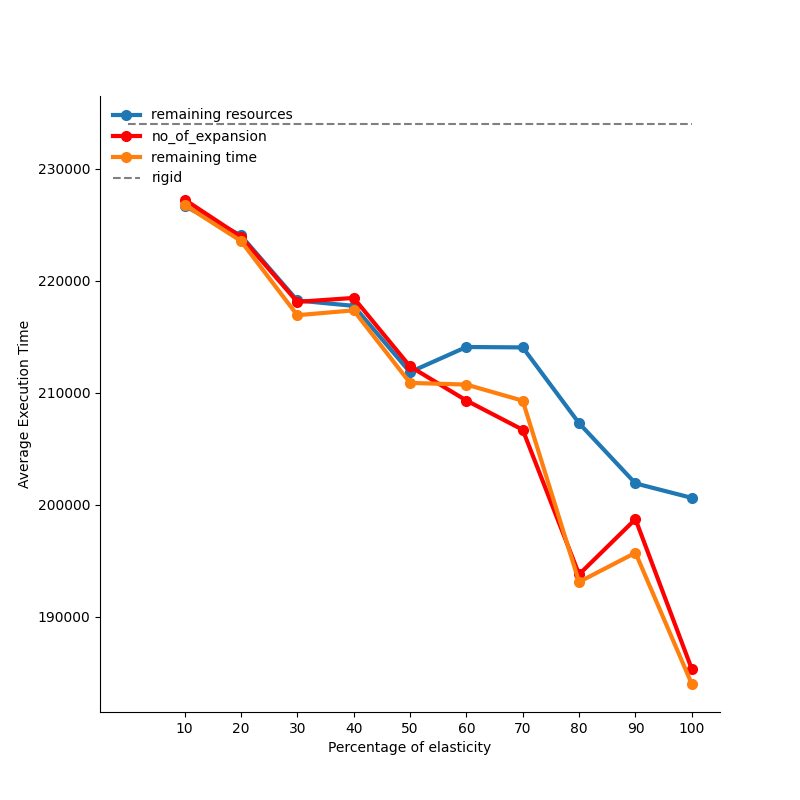 remaining resources
no_of_expansion
remaining time
rigid
230000
220000
210000
200000
190000
Average Execution Time
10 20 30 40 50 60 70 80 90 100
Percentage of elasticity